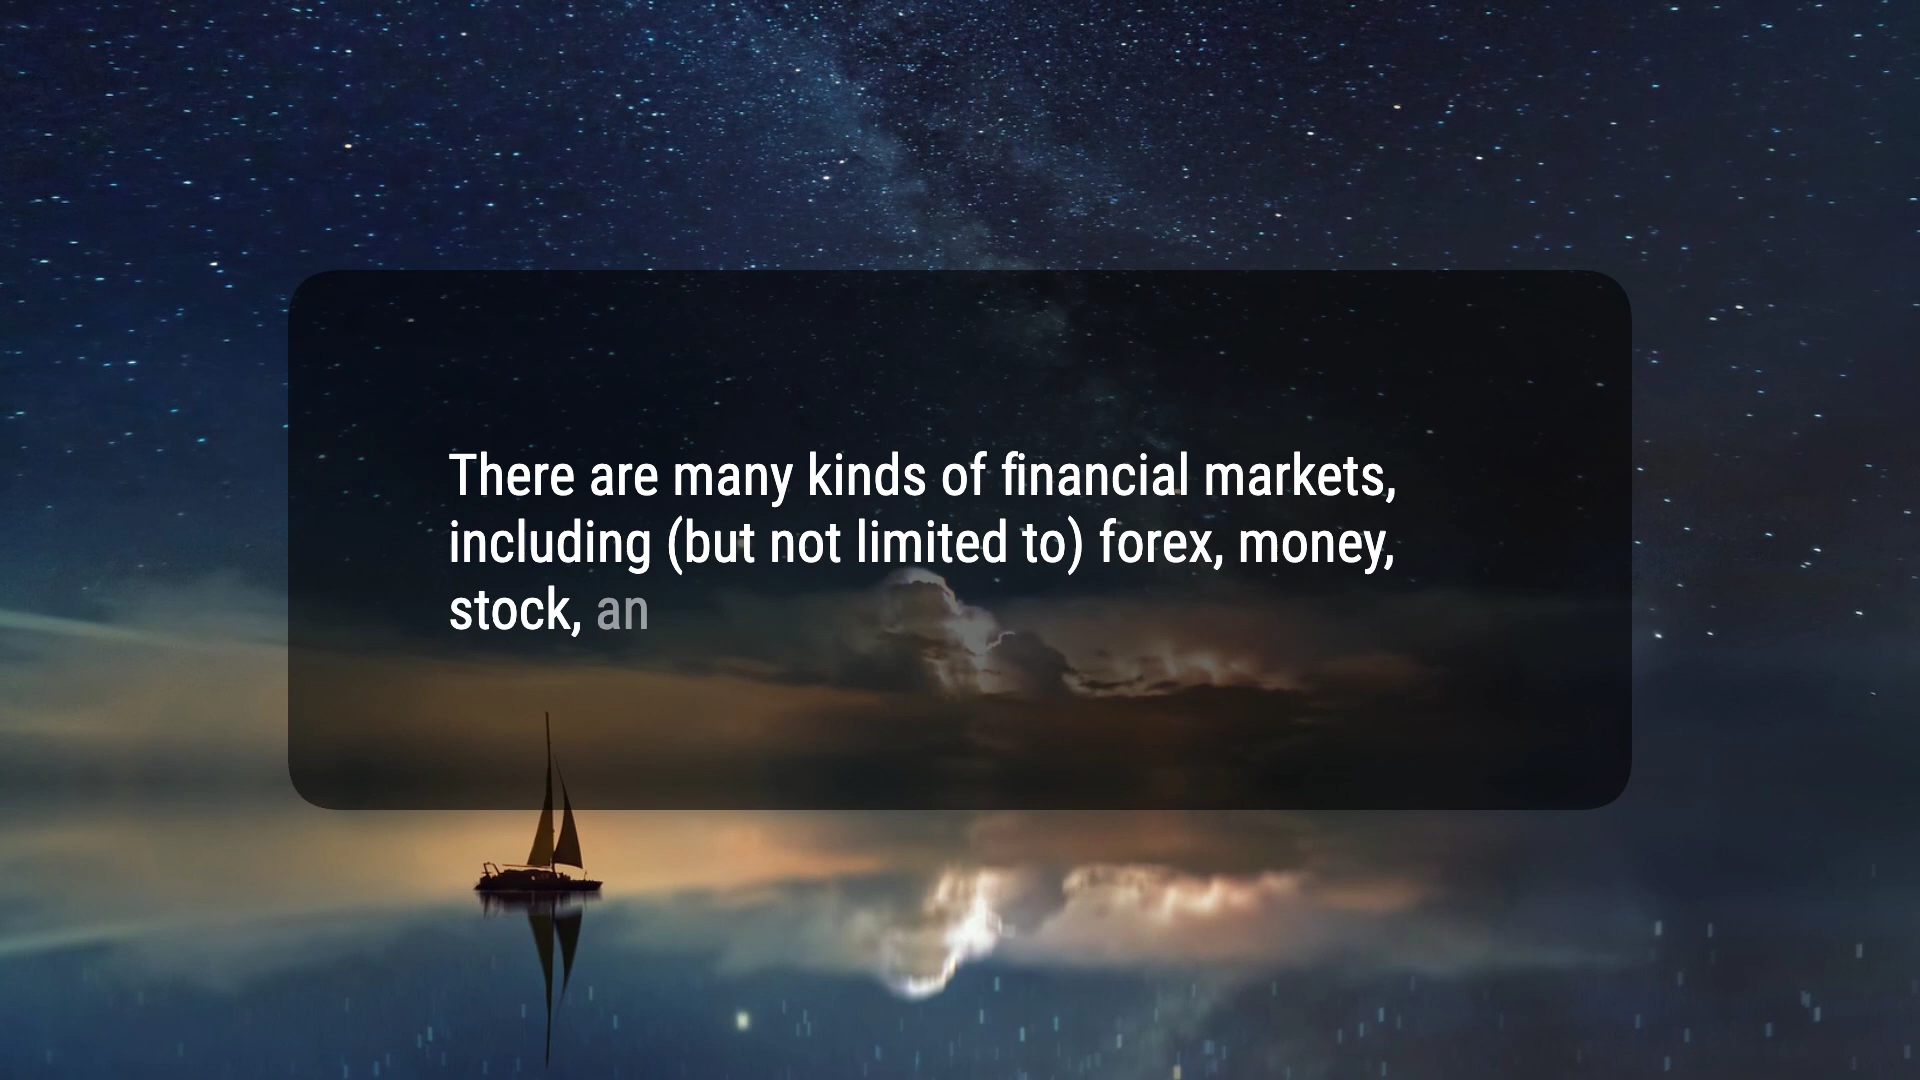 There are many kinds of financial markets,
including (but not limited to) forex, money,
stock, an